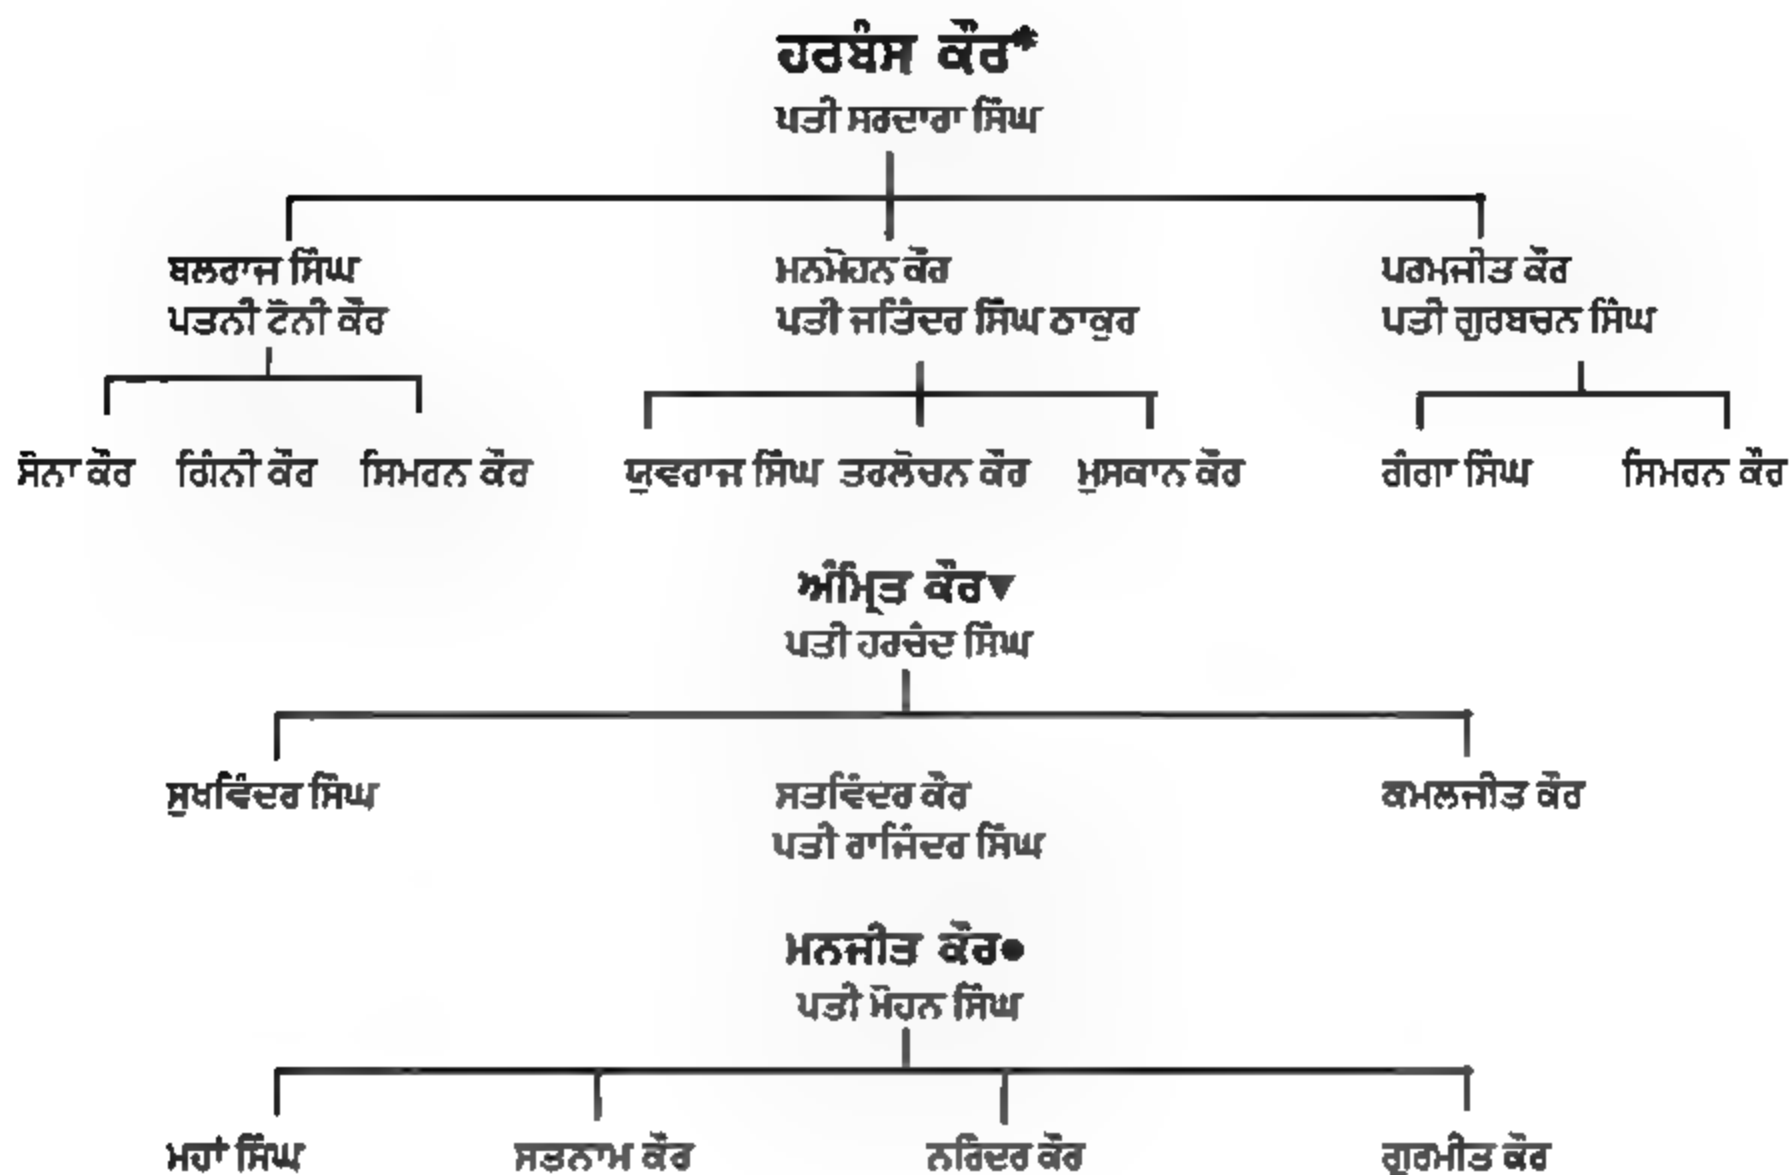 ਹਰਬੰਸ ਕੌਰ*
ਪਤੀ ਸਰਦਾਰਾ ਸਿੰਘ
ਬਲਰਾਜ ਸਿੰਘ ਮਨਮੋਹਨ ਕੌਰ ਪਰਮਜੀਤ ਕੌਰ
ਪਤਨੀ ਟੋਨੀ ਕੌਰ ਪਤੀ ਜਤਿੰਦਰ ਸਿੰਘ ਠਾਕੁਰ ਪਤੀ ਗੁਰਬਚਨ ਸਿੰਘ
ਸੋਨਾ ਕੌਰ ਗਿੰਨੀ ਕੌਰ ਸਿਮਰਨ ਕੌਰ ਯੁਵਰਾਜ ਸਿੰਘ ਤਰਲੋਚਨ ਕੌਰ ਮੁਸਕਾਨ ਕੌਰ ਗੰਗਾ ਸਿੰਘ ਸਿਮਰਨ ਕੌਰ
ਅੰਮ੍ਰਿਤ ਕੌਰ▼
ਪਤੀ ਹਰਚੰਦ ਸਿੰਘ
ਸੁਖਵਿੰਦਰ ਸਿੰਘ ਸਤਵਿੰਦਰ ਕੌਰ ਕਮਲਜੀਤ ਕੌਰ
ਪਤੀ ਰਾਜਿੰਦਰ ਸਿੰਘ
ਮਨਜੀਤ ਕੌਰ●
ਪਤੀ ਮੋਹਨ ਸਿੰਘ
ਮਹਾਂ ਸਿੰਘ ਸਤਨਾਮ ਕੌਰ ਨਰਿੰਦਰ ਕੌਰ ਗੁਰਮੀਤ ਕੌਰ